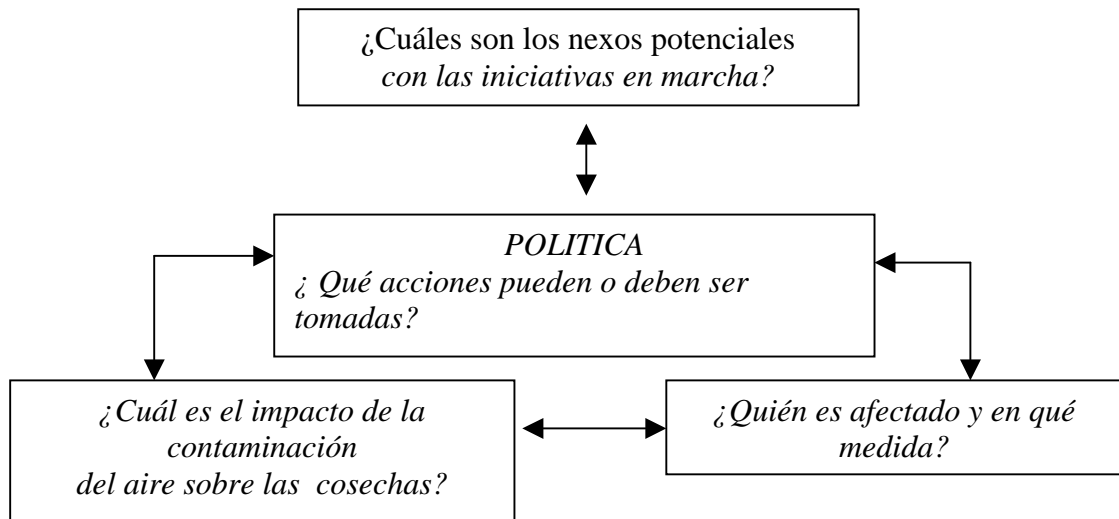 ¿Cuáles son los nexos potenciales
con las iniciativas en marcha?
POLITICA
¿ Qué acciones pueden o deben ser
tomadas?
¿Cuál es el impacto de la
contaminación
del aire sobre las  cosechas?
¿Quién es afectado y en qué
medida?